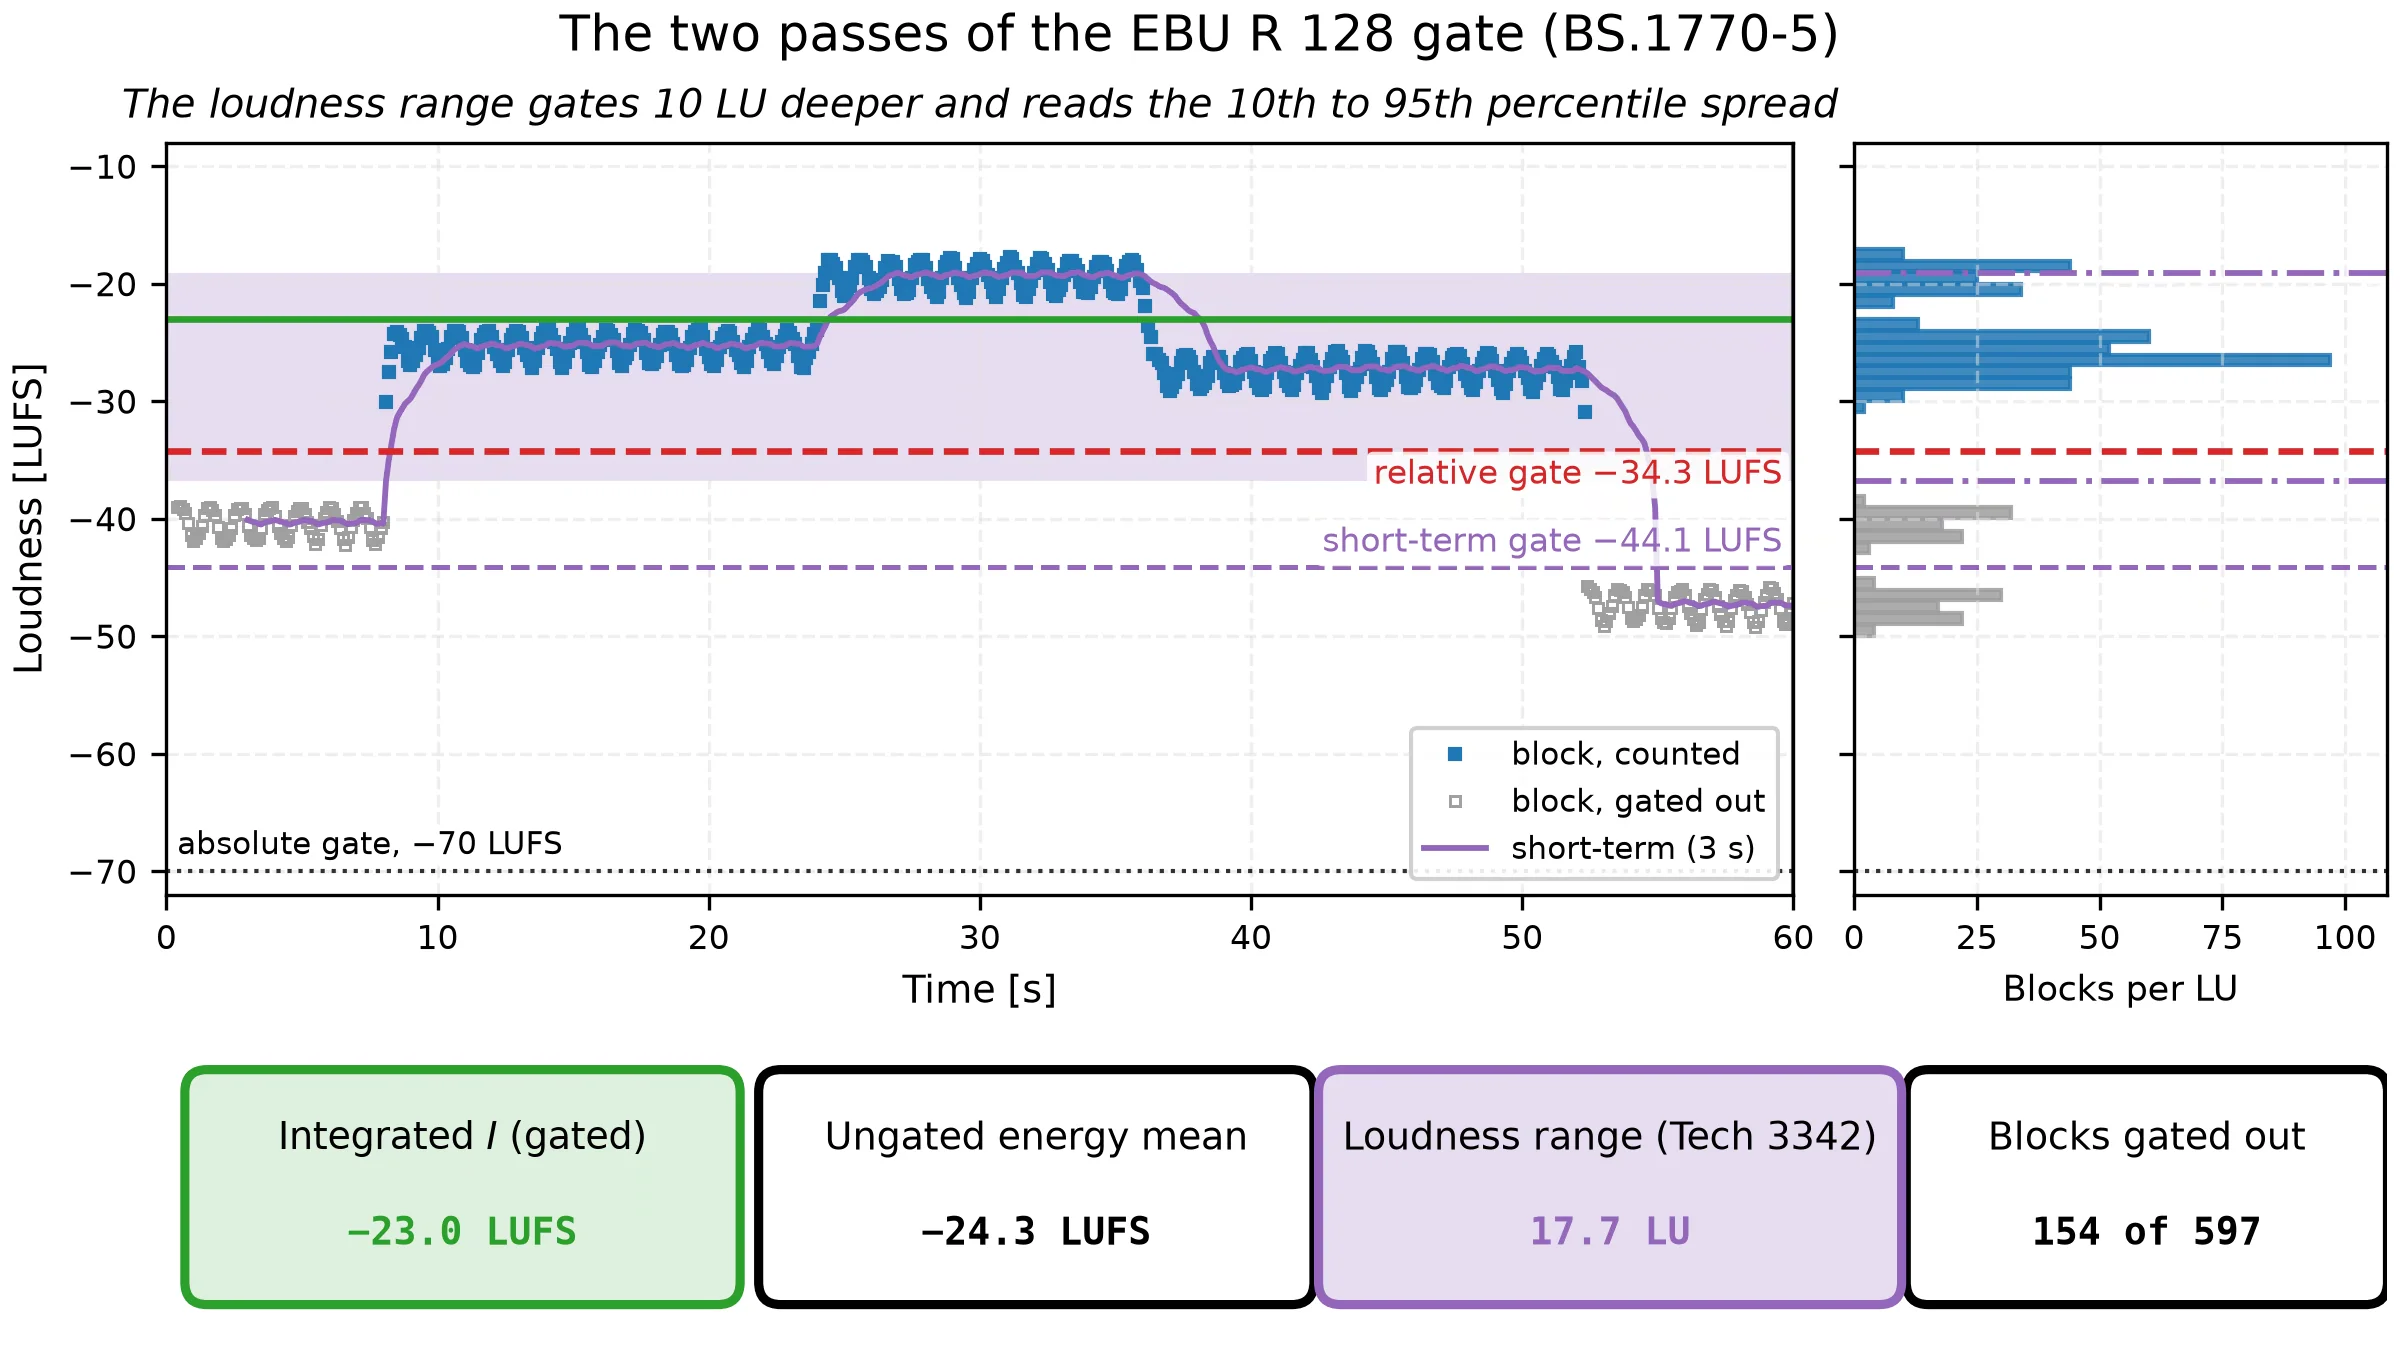 The two passes of the EBU R 128 gate (BS.1770-5)
The loudness range gates 10 LU deeper and reads the 10th to 95th percentile spread
Loudness [LUFS]
−10
−20
−30
−40
−50
−60
−70
relative gate −34.3 LUFS
short-term gate −44.1 LUFS
absolute gate, −70 LUFS
block, counted
block, gated out
short-term (3 s)
0 10 20 30 40 50 60
Time [s]
0 25 50 75 100
Blocks per LU
Integrated I (gated)
−23.0 LUFS
Ungated energy mean
−24.3 LUFS
Loudness range (Tech 3342)
17.7 LU
Blocks gated out
154 of 597